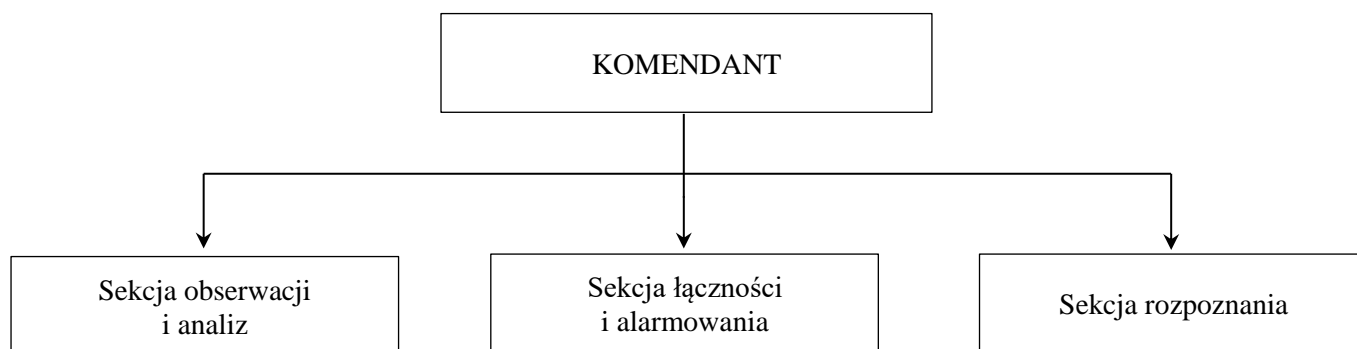 KOMENDANT
Sekcja obserwacji
i analiz
Sekcja łączności
i alarmowania
Sekcja rozpoznania